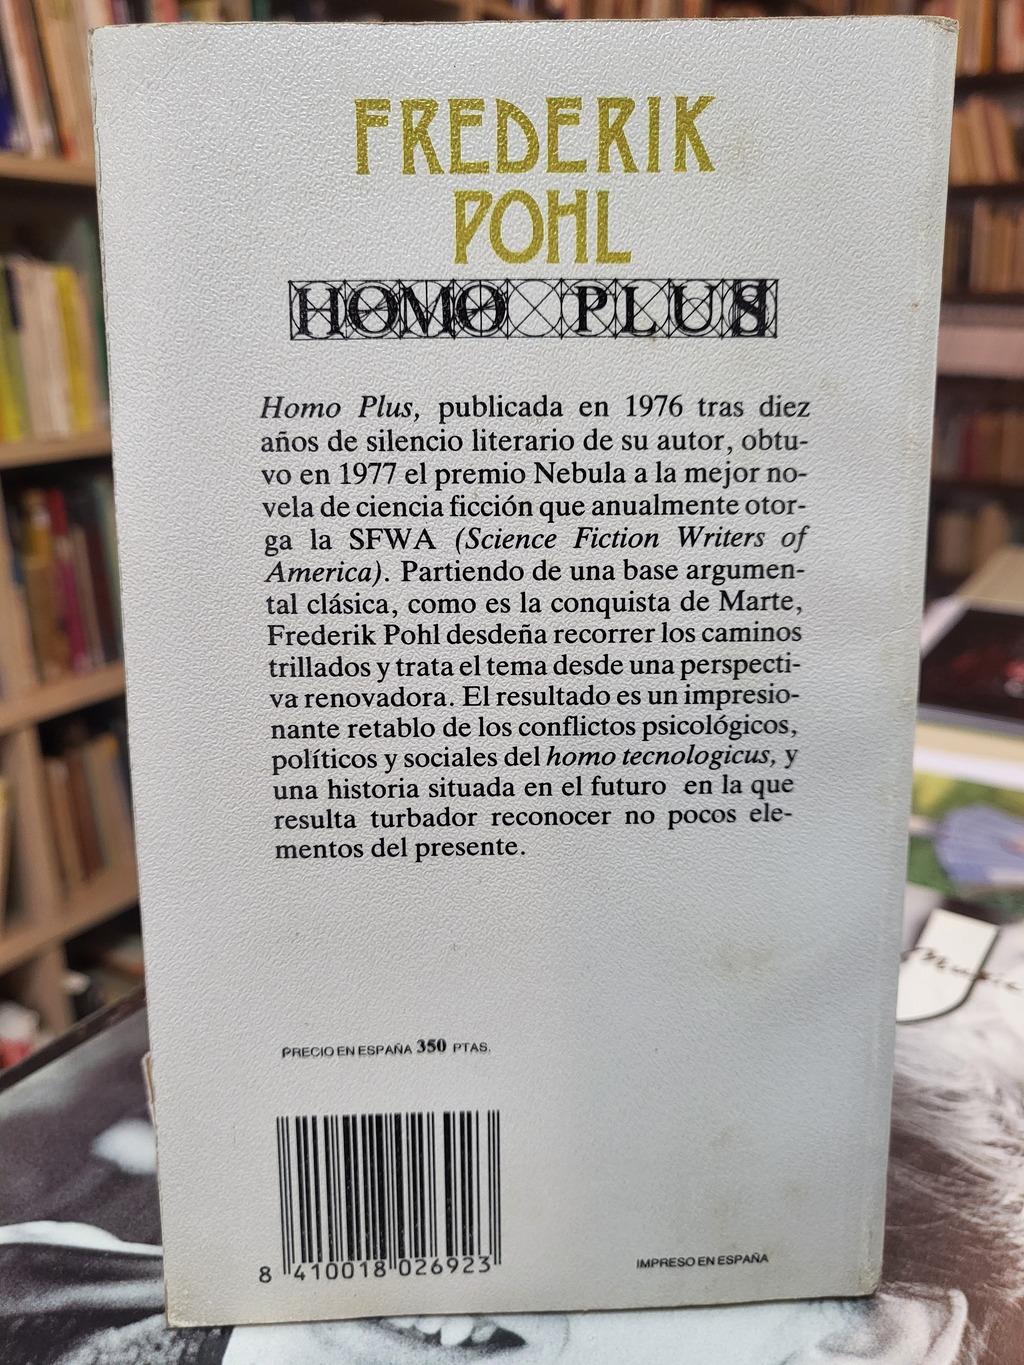 FREDERIK
POHL
HOMO PLUS
Homo Plus, publicada en 1976 tras diez
años de silencio literario de su autor, obtu-
vo en 1977 el premio Nebula a la mejor no-
vela de ciencia ficción que anualmente otor-
ga la SFWA (Science Fiction Writers of
America). Partiendo de una base argumen-
tal clásica, como es la conquista de Marte,
Frederik Pohl desdeña recorrer los caminos
trillados y trata el tema desde una perspecti-
va renovadora. El resultado es un impresio-
nante retablo de los conflictos psicológicos,
políticos y sociales del homo tecnologicus, y
una historia situada en el futuro en la que
resulta turbador reconocer no pocos ele-
mentos del presente.
PRECIO EN ESPAÑA 350 PTAS.
8 410018 026923
IMPRESO EN ESPAÑA